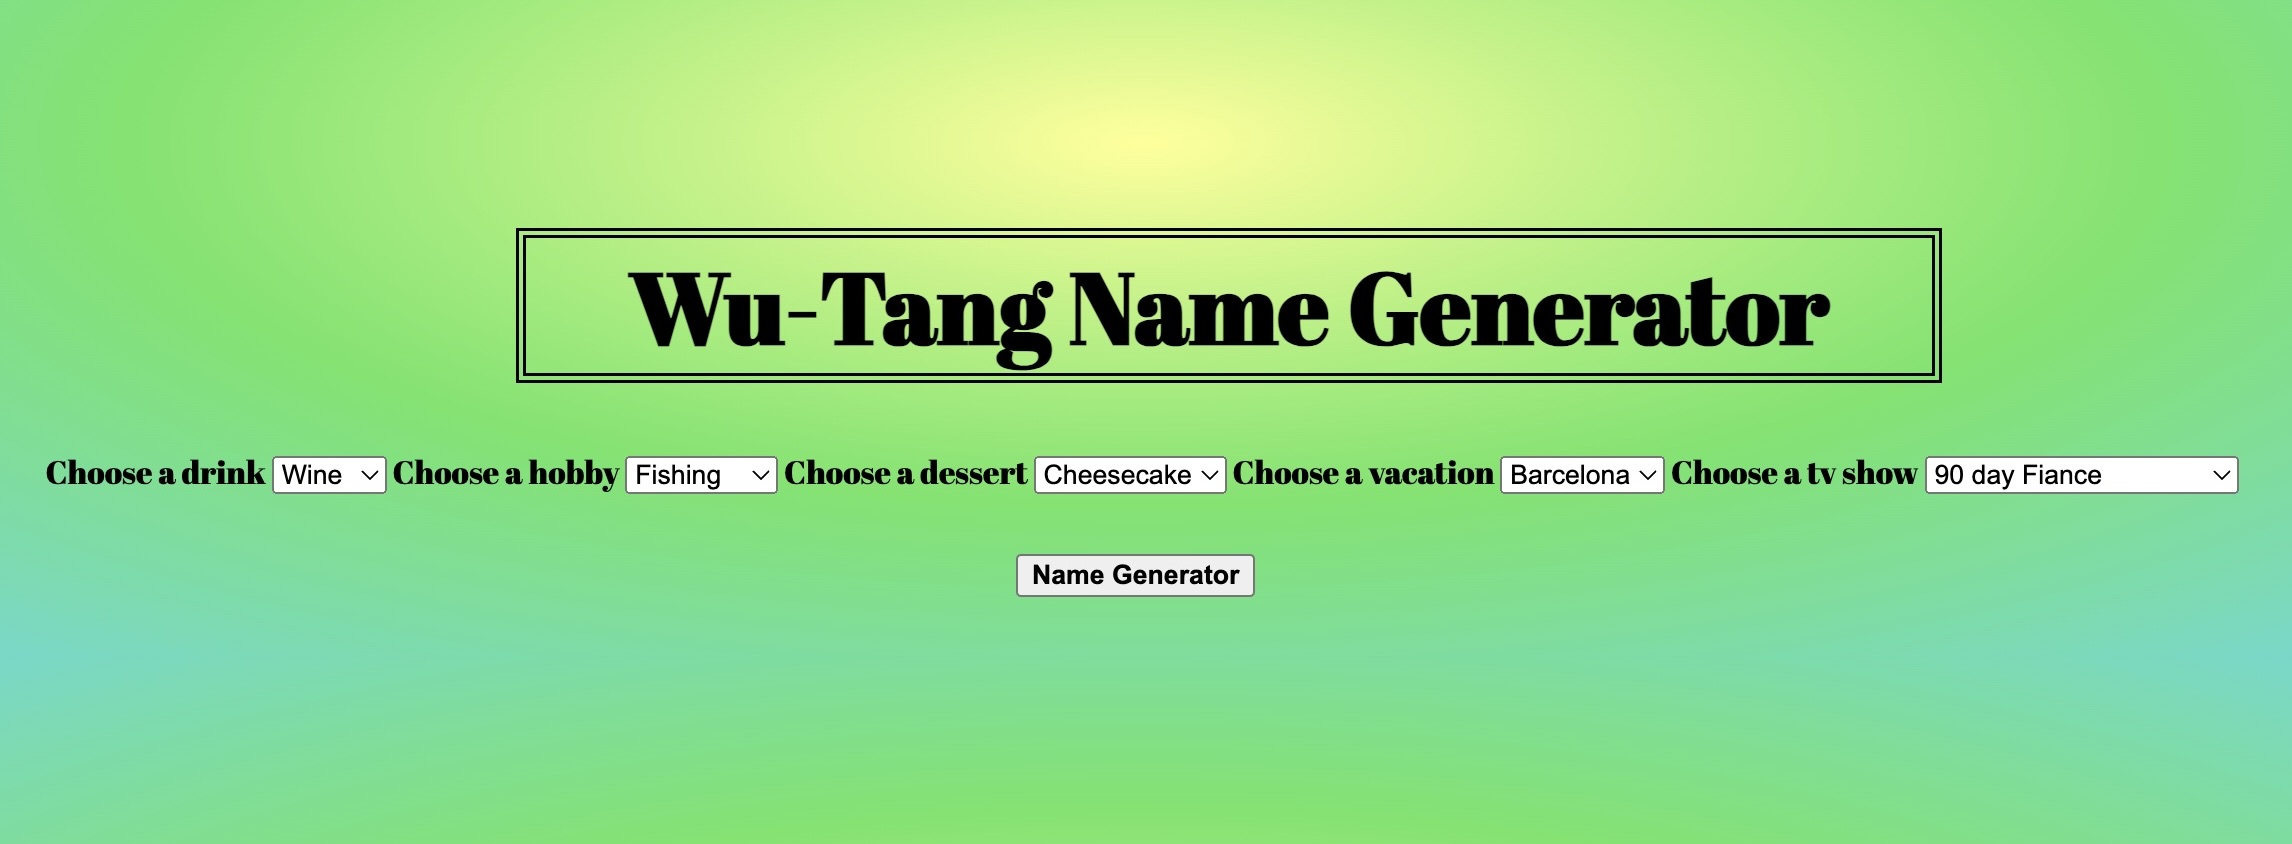 Wu-Tang Name Generator
Choose a drink Wine Choose a hobby Fishing Choose a dessert Cheesecake Choose a vacation Barcelona Choose a tv show 90 day Fiance
Name Generator